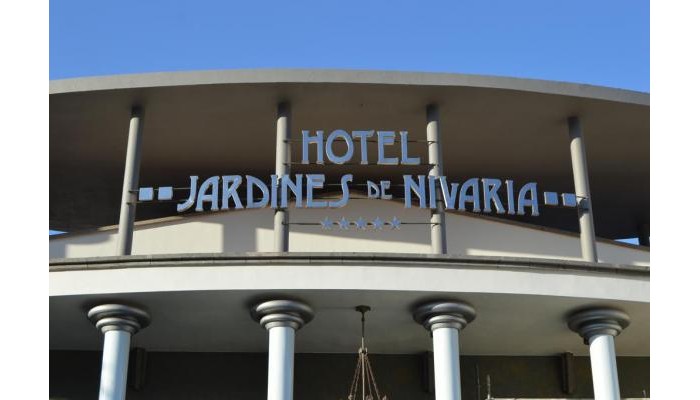 HOTEL
JARDINES DE NIVARIA
★★★★★